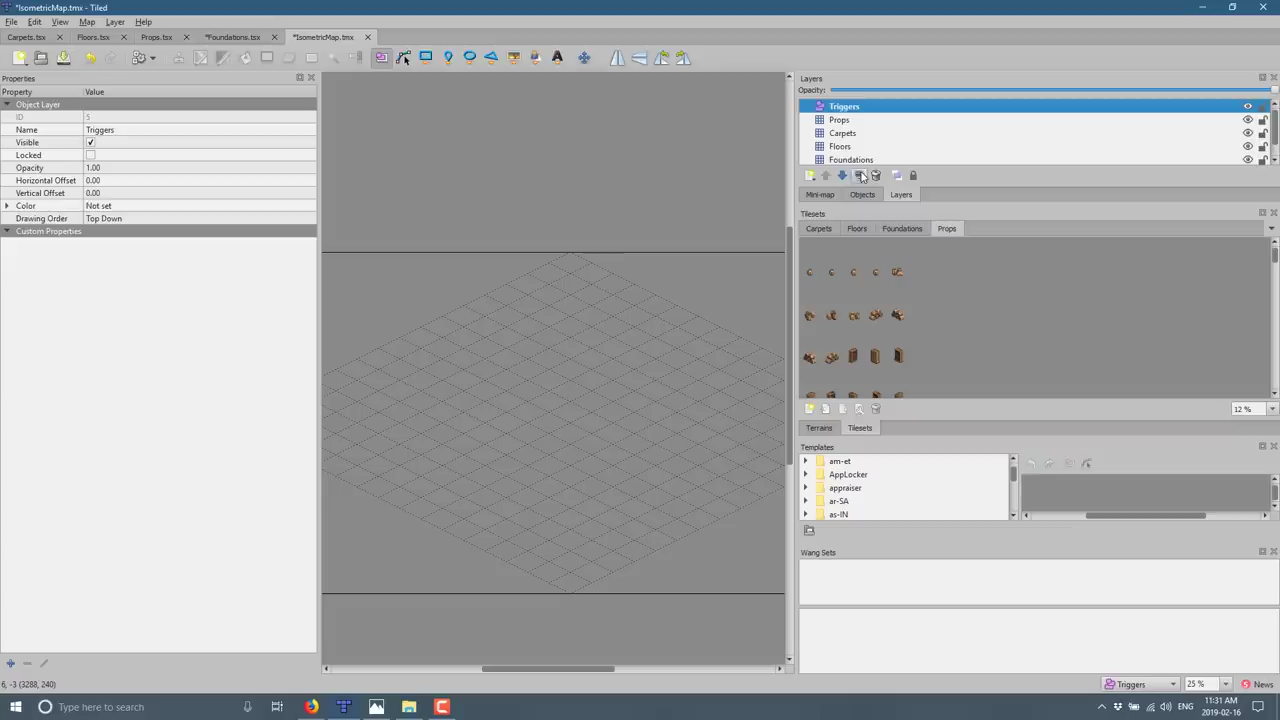 *IsometricMap.tmx - Tiled
File Edit View Map Layer Help
Carpets.tsx Floors.tsx Props.tsx *Foundations.tsx *IsometricMap.tmx
Properties
Property Value
Object Layer
ID 5
Name Triggers
Visible
Locked
Opacity 1.00
Horizontal Offset 0.00
Vertical Offset 0.00
Color Not set
Drawing Order Top Down
Custom Properties
Layers
Opacity:
Triggers
Props
Carpets
Floors
Foundations
Mini-map Objects Layers
Tilesets
Carpets Floors Foundations Props
12 %
Terrains Tilesets
Templates
am-et
AppLocker
appraiser
ar-SA
as-IN
Wang Sets
6, -3 (3288, 240)
Triggers 25 % News
Type here to search
ENG
11:31 AM
2019-02-16